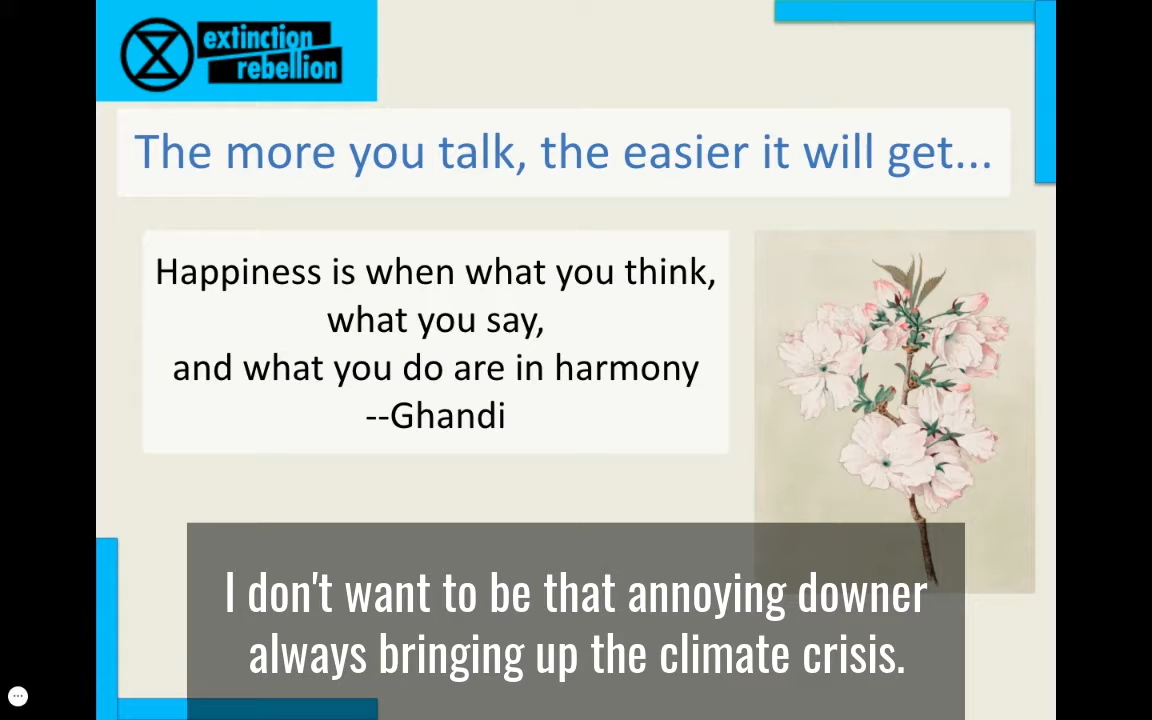 extinction
rebellion
The more you talk, the easier it will get...
Happiness is when what you think,
what you say,
and what you do are in harmony
--Ghandi
I don't want to be that annoying downer
always bringing up the climate crisis.